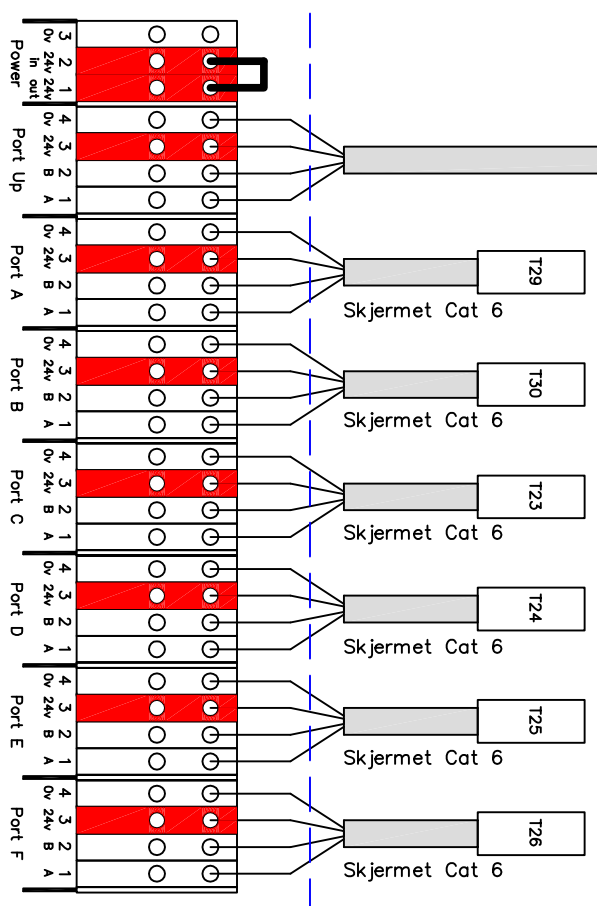 3 2 1
0v 24v 24v
in out
Power
4 3 2 1
0v 24v B A
Port Up
4 3 2 1
0v 24v B A
Port A
T29
Skjermet Cat 6
4 3 2 1
0v 24v B A
Port B
T30
Skjermet Cat 6
4 3 2 1
0v 24v B A
Port C
T23
Skjermet Cat 6
4 3 2 1
0v 24v B A
Port D
T24
Skjermet Cat 6
4 3 2 1
0v 24v B A
Port E
T25
Skjermet Cat 6
4 3 2 1
0v 24v B A
Port F
T26
Skjermet Cat 6